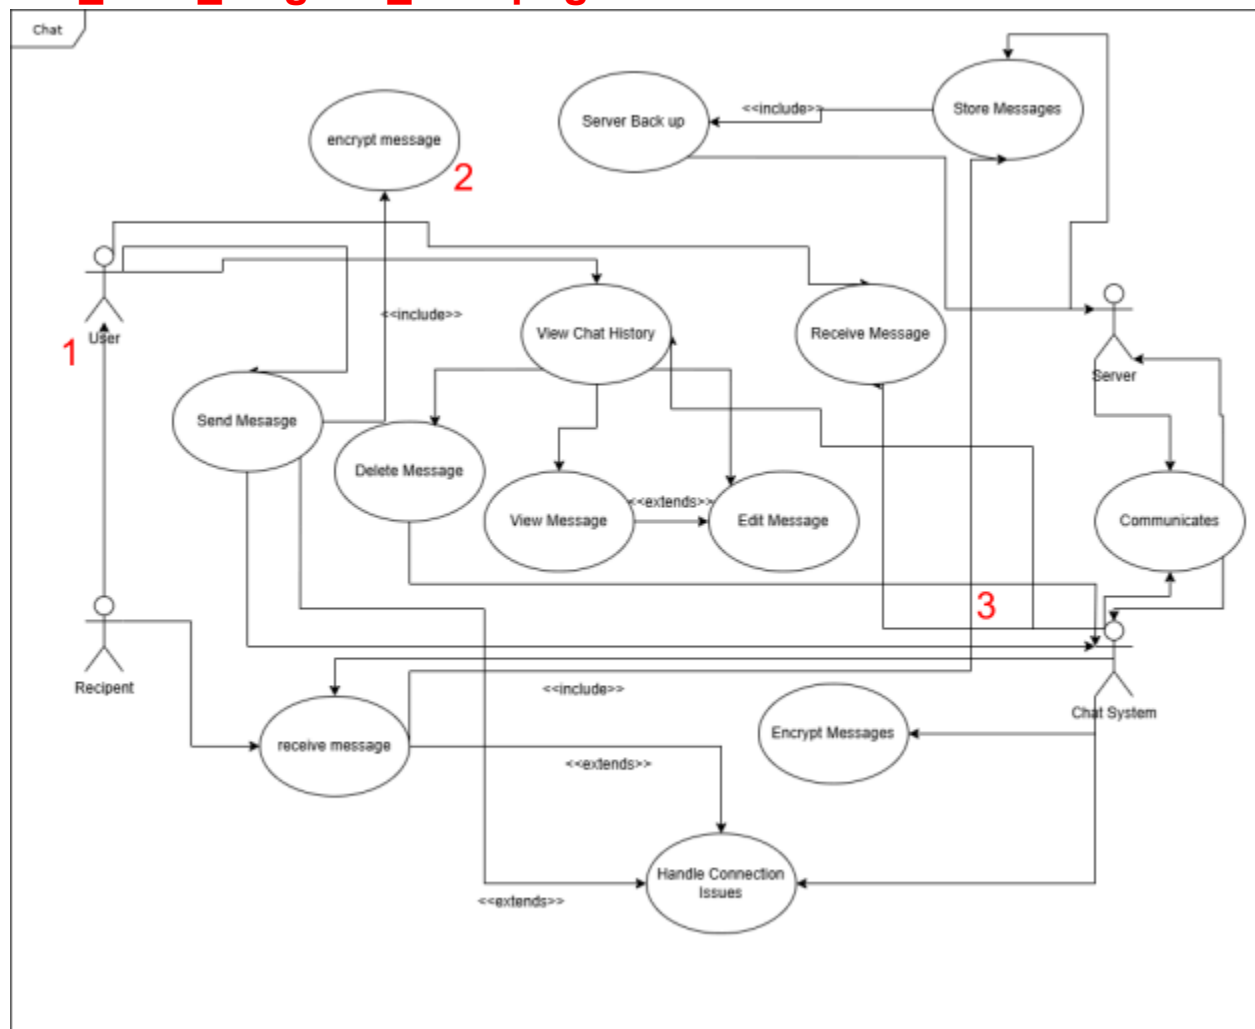 Chat
Store Messages
<<include>>
Server Back up
encrypt message
2
<<include>>
View Chat History
Receive Message
User
1
Server
Send Mesasge
Delete Message
<<extends>>
View Message
Edit Message
Communicates
3
Recipent
<<include>>
Chat System
Encrypt Messages
receive message
<<extends>>
Handle Connection
Issues
<<extends>>